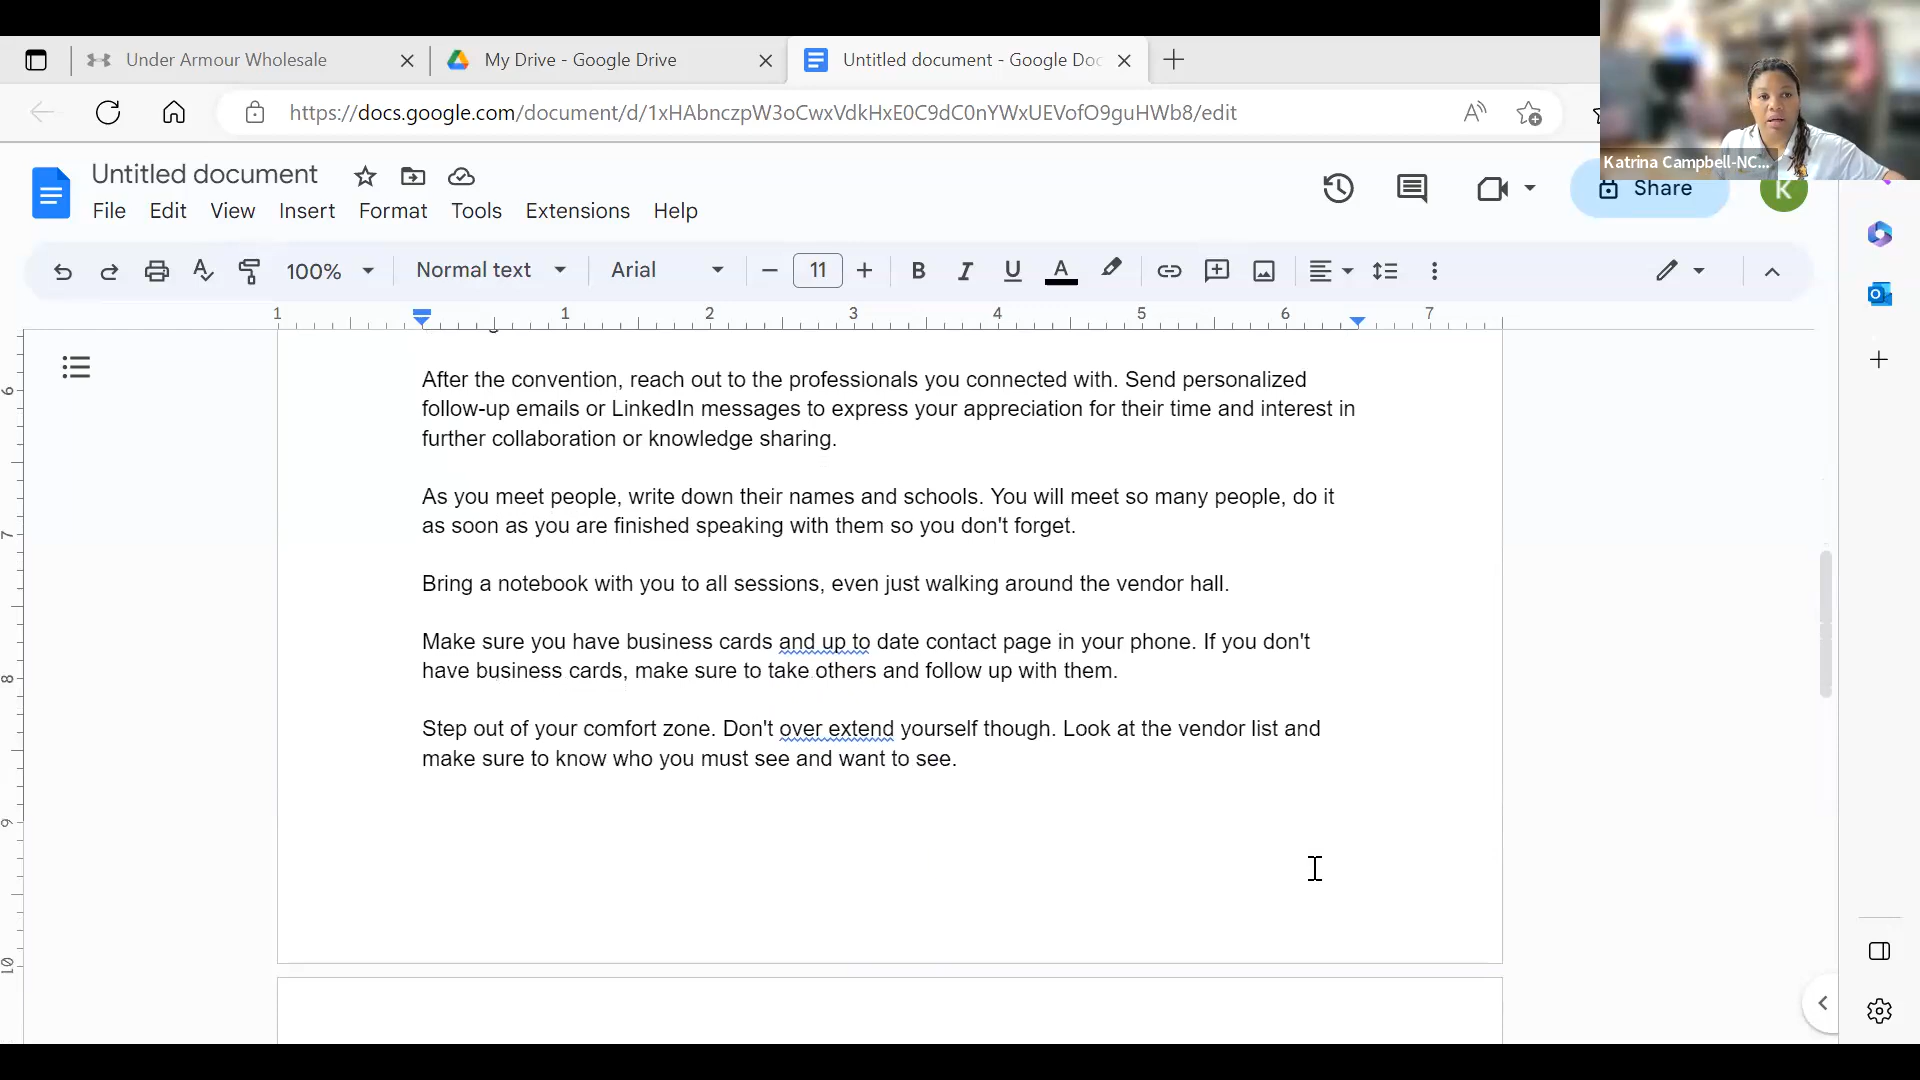 Under Armour Wholesale
My Drive - Google Drive
Untitled document - Google Doc
https://docs.google.com/document/d/1xHAbnczpW3oCwxVdkHxE0C9dC0nYWxUEVofO9guHWb8/edit
Katrina Campbell-NC...
Untitled document
Share
K
File Edit View Insert Format Tools Extensions Help
100% Normal text Arial 11 B I U A
1 1 2 3 4 5 6 7
After the convention, reach out to the professionals you connected with. Send personalized
follow-up emails or LinkedIn messages to express your appreciation for their time and interest in
further collaboration or knowledge sharing.
As you meet people, write down their names and schools. You will meet so many people, do it
as soon as you are finished speaking with them so you don't forget.
Bring a notebook with you to all sessions, even just walking around the vendor hall.
Make sure you have business cards and up to date contact page in your phone. If you don't
have business cards, make sure to take others and follow up with them.
Step out of your comfort zone. Don't over extend yourself though. Look at the vendor list and
make sure to know who you must see and want to see.
6
7
8
9
10